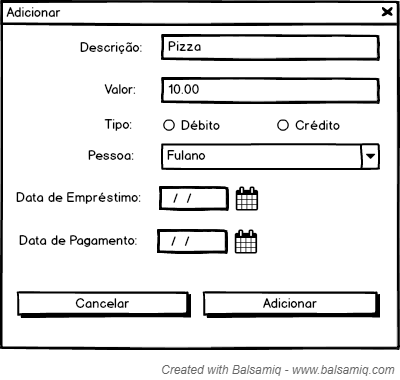 Adicionar
Descrição: Pizza
Valor: 10.00
Tipo: Débito Crédito
Pessoa: Fulano
Data de Empréstimo: / /
Data de Pagamento: / /
Cancelar Adicionar
Created with Balsamiq - www.balsamiq.com